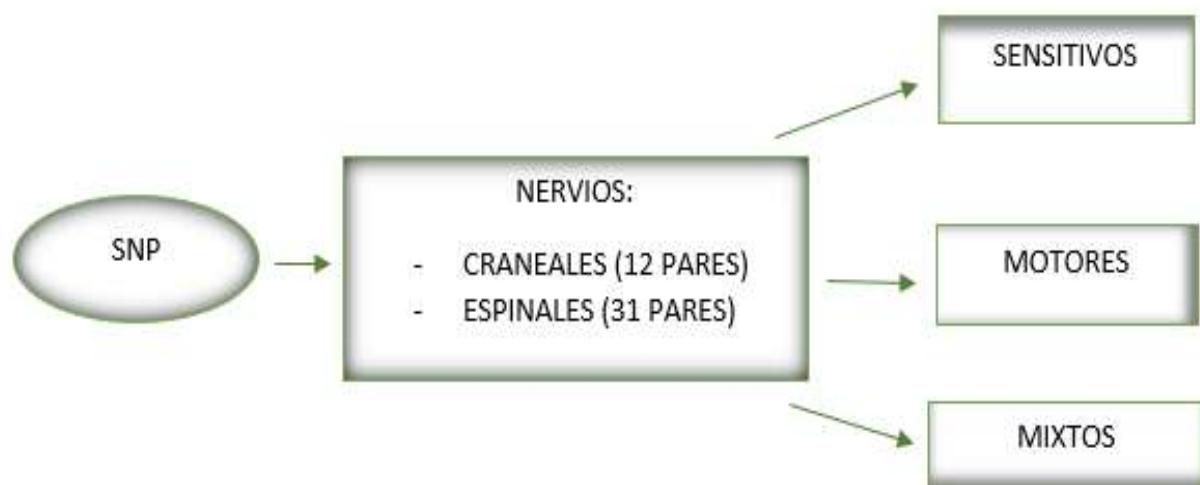 SNP
NERVIOS:
- CRANEALES (12 PARES)
- ESPINALES (31 PARES)
SENSITIVOS
MOTORES
MIXTOS